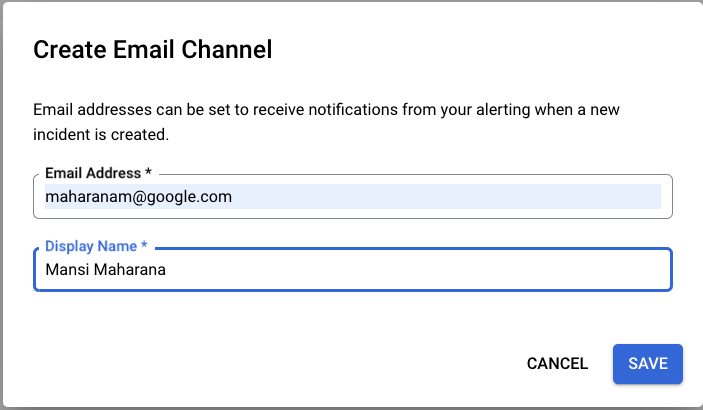 Create Email Channel
Email addresses can be set to receive notifications from your alerting when a new
incident is created.
Email Address *
maharanam@google.com
Display Name *
Mansi Maharana
CANCEL
SAVE